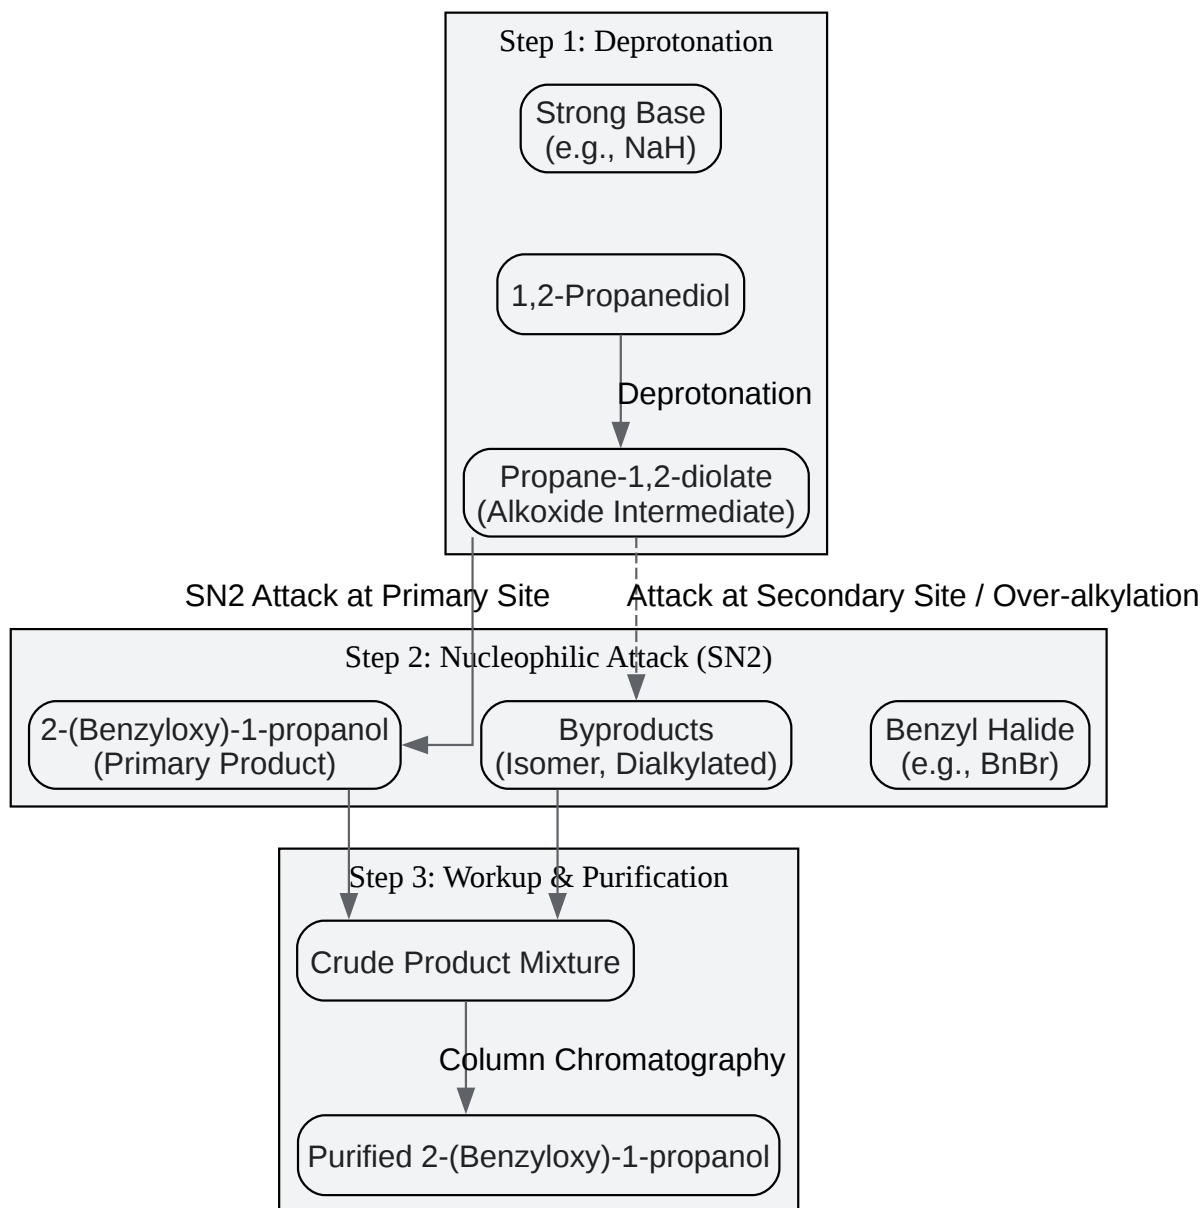 Step 1: Deprotonation
Strong Base
(e.g., NaH)
1,2-Propanediol
Deprotonation
Propane-1,2-diolate
(Alkoxide Intermediate)
SN2 Attack at Primary Site
Attack at Secondary Site / Over-alkylation
Step 2: Nucleophilic Attack (SN2)
2-(Benzyloxy)-1-propanol
(Primary Product)
Byproducts
(Isomer, Dialkylated)
Benzyl Halide
(e.g., BnBr)
Step 3: Workup & Purification
Crude Product Mixture
Column Chromatography
Purified 2-(Benzyloxy)-1-propanol